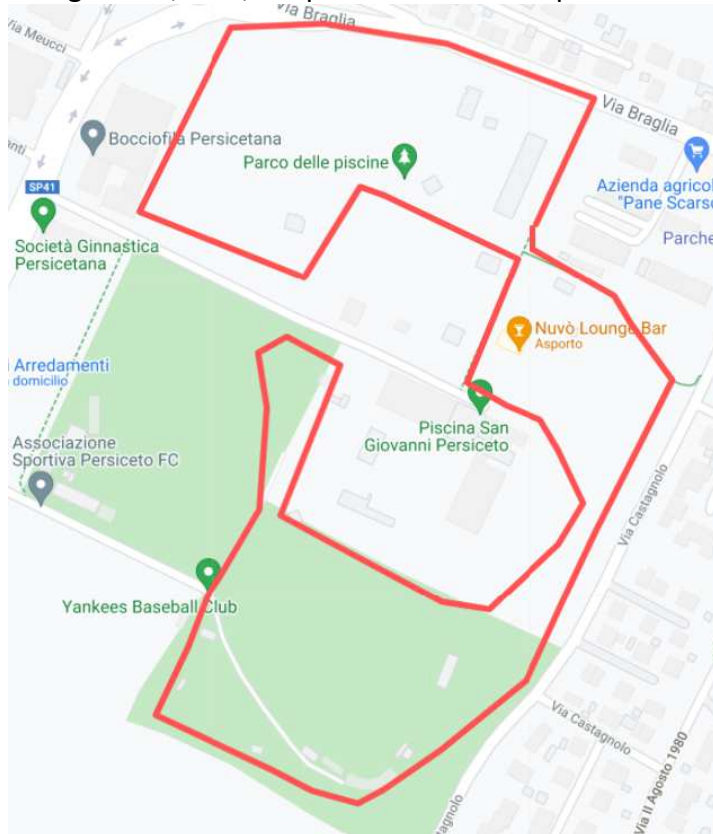 Via Braglia
Via Meucci
Bocciofila Persicetana
Via Braglia
Parco delle piscine
SP41
Azienda agricol
"Pane Scarso
Società Ginnastica
Persicetana
Parche
Nuvò Lounge Bar
Asporto
i Arredamenti
a domicilio
Piscina San
Giovanni Persiceto
Associazione
Sportiva Persiceto FC
Via Castagnolo
Yankees Baseball Club
Via Castagnolo
Via II Agosto 1980